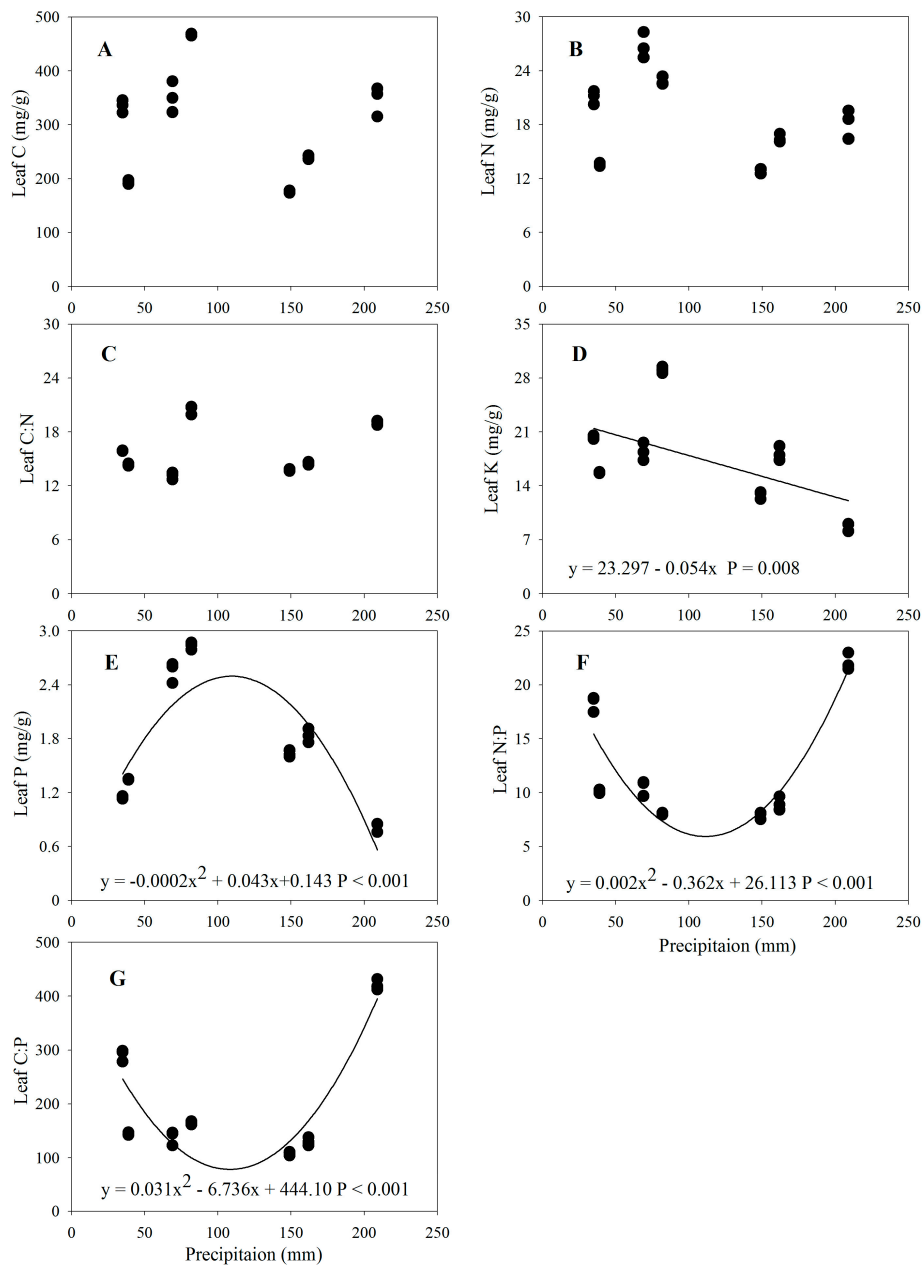 A
Leaf C (mg/g)
500
400
300
200
100
0
0 50 100 150 200 250
B
Leaf N (mg/g)
30
24
18
12
6
0
0 50 100 150 200 250
C
Leaf C:N
30
24
18
12
6
0
0 50 100 150 200 250
D
Leaf K (mg/g)
35
28
21
14
7
0
y = 23.297 - 0.054x P = 0.008
0 50 100 150 200 250
E
Leaf P (mg/g)
3.0
2.4
1.8
1.2
0.6
0
y = -0.0002x² + 0.043x+0.143 P < 0.001
0 50 100 150 200 250
F
Leaf N:P
25
20
15
10
5
0
y = 0.002x² - 0.362x + 26.113 P < 0.001
0 50 100 150 200 250
Precipitaion (mm)
G
Leaf C:P
500
400
300
200
100
0
y = 0.031x² - 6.736x + 444.10 P < 0.001
0 50 100 150 200 250
Precipitaion (mm)